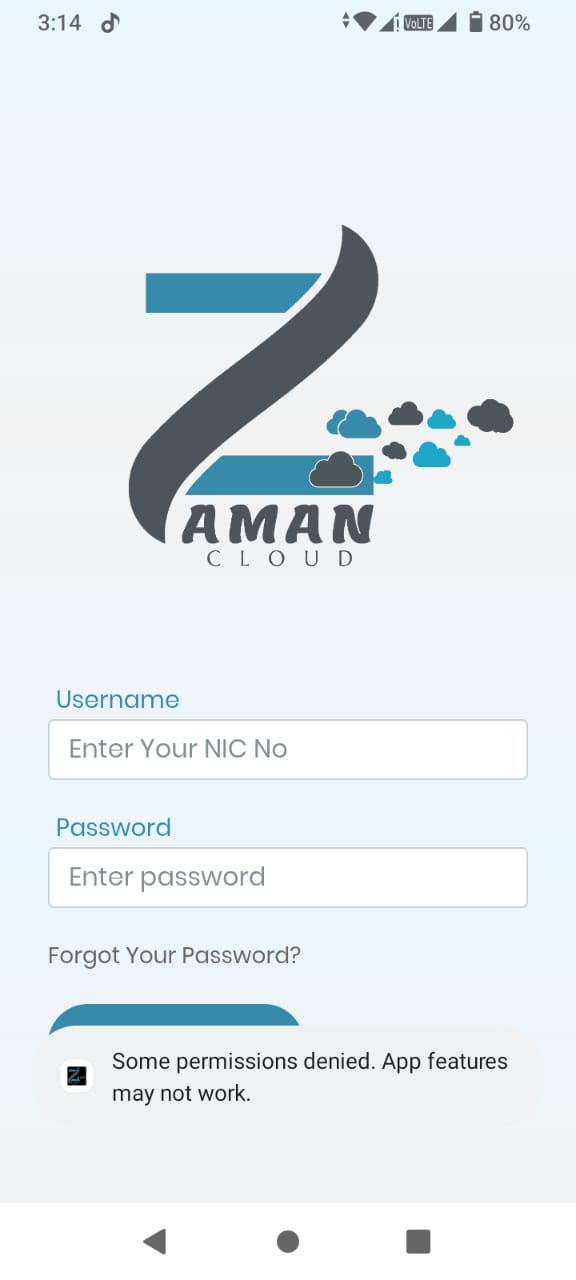 3:14
VoLTE
80%
ZAMAN
CLOUD
Username
Enter Your NIC No
Password
Enter password
Forgot Your Password?
Some permissions denied. App features
may not work.